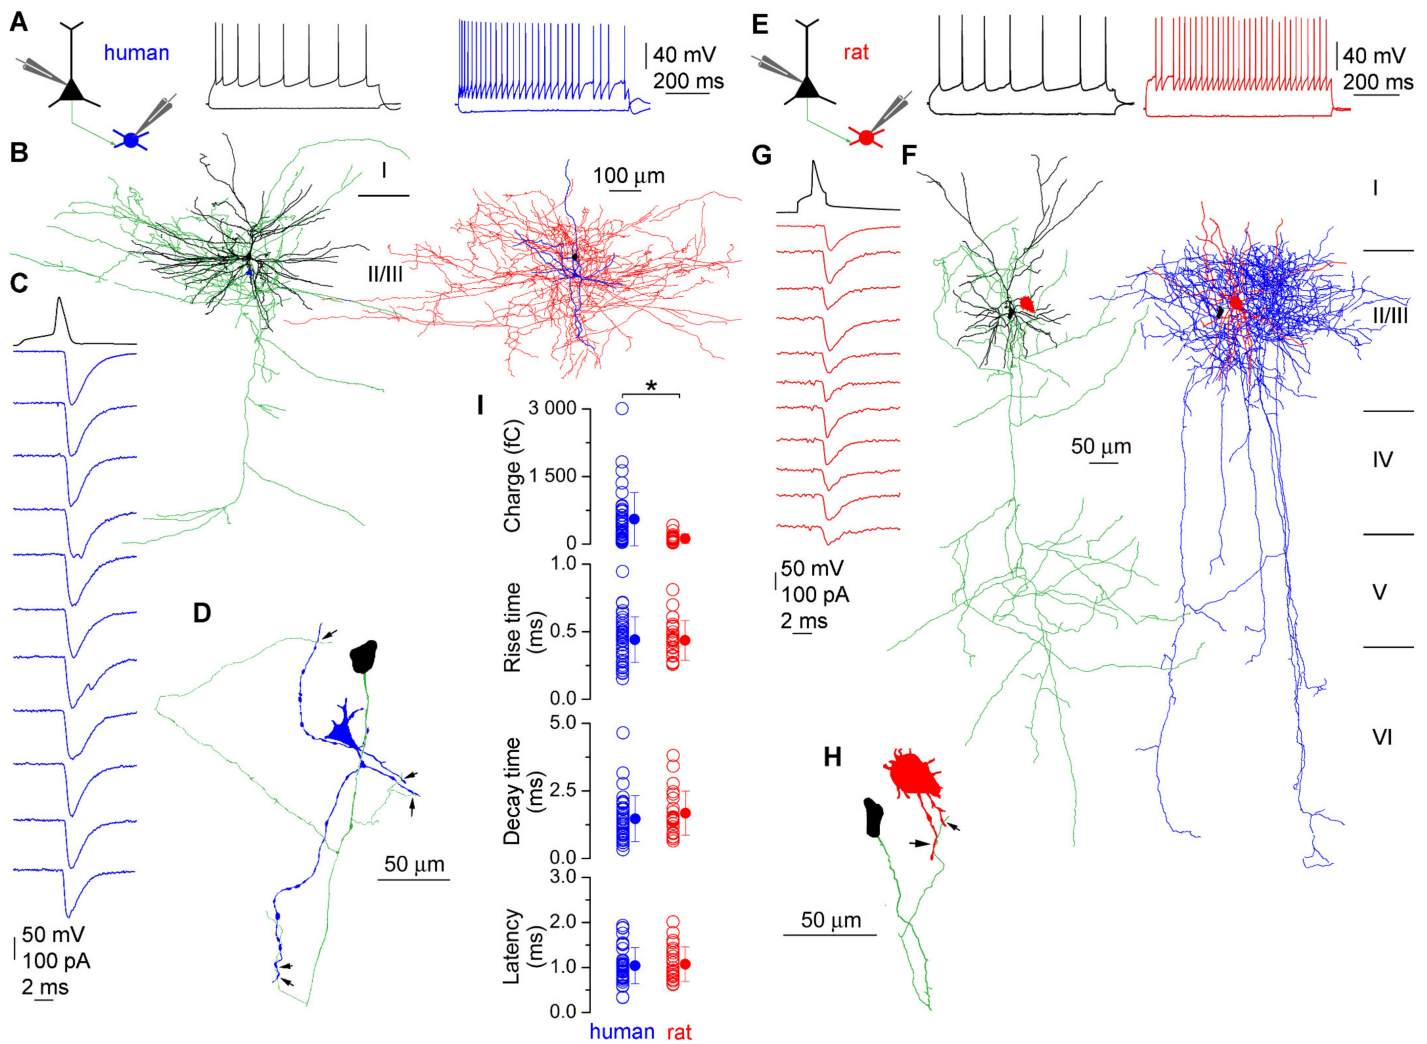 A
human
40 mV
200 ms
E
rat
40 mV
200 ms
B
I
100 μm
II/III
G
F
I
II/III
IV
V
VI
50 μm
C
50 mV
100 pA
2 ms
D
50 μm
I
*
Charge (fC)
3 000
1 500
0
Rise time
(ms)
1.0
0.5
0.0
Decay time
(ms)
5.0
2.5
0.0
Latency
(ms)
3.0
2.0
1.0
0.0
human
rat
50 mV
100 pA
2 ms
H
50 μm